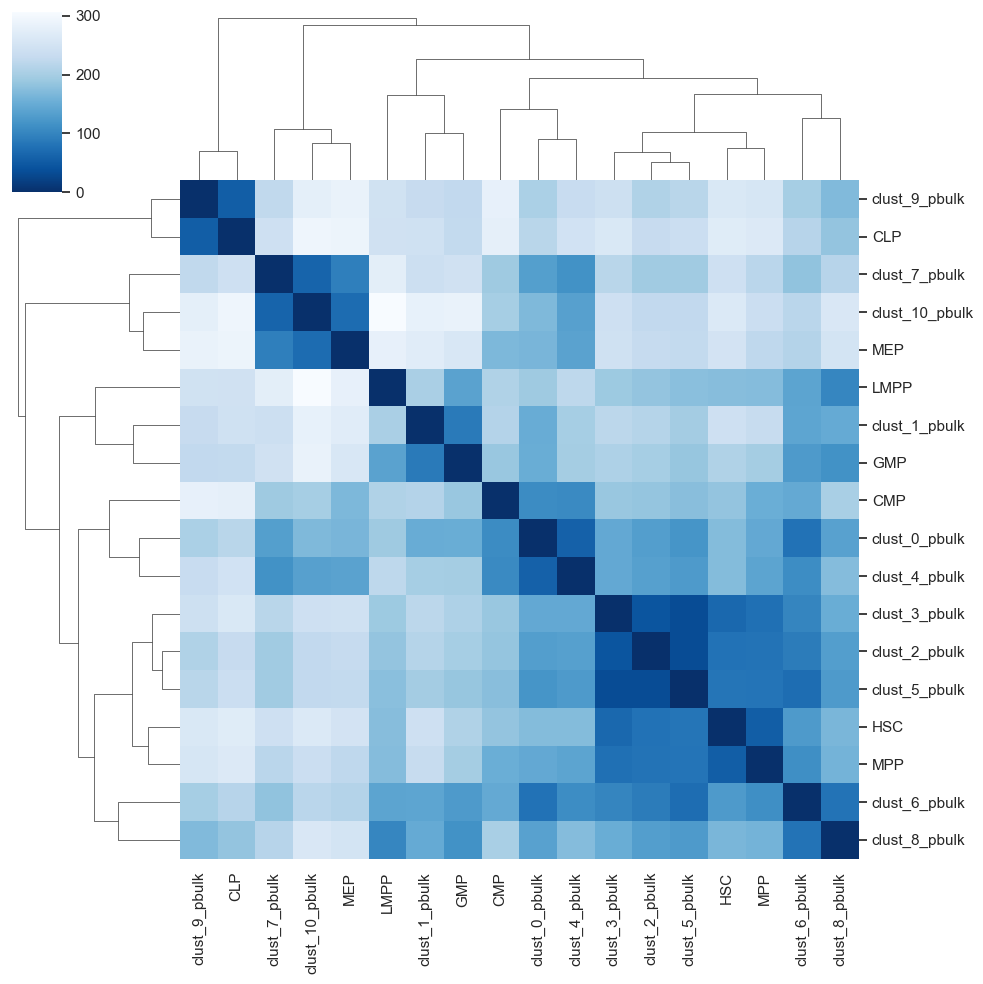 300
200
100
0
clust_9_pbulk
CLP
clust_7_pbulk
clust_10_pbulk
MEP
LMPP
clust_1_pbulk
GMP
CMP
clust_0_pbulk
clust_4_pbulk
clust_3_pbulk
clust_2_pbulk
clust_5_pbulk
HSC
MPP
clust_6_pbulk
clust_8_pbulk
clust_9_pbulk
CLP
clust_7_pbulk
clust_10_pbulk
MEP
LMPP
clust_1_pbulk
GMP
CMP
clust_0_pbulk
clust_4_pbulk
clust_3_pbulk
clust_2_pbulk
clust_5_pbulk
HSC
MPP
clust_6_pbulk
clust_8_pbulk